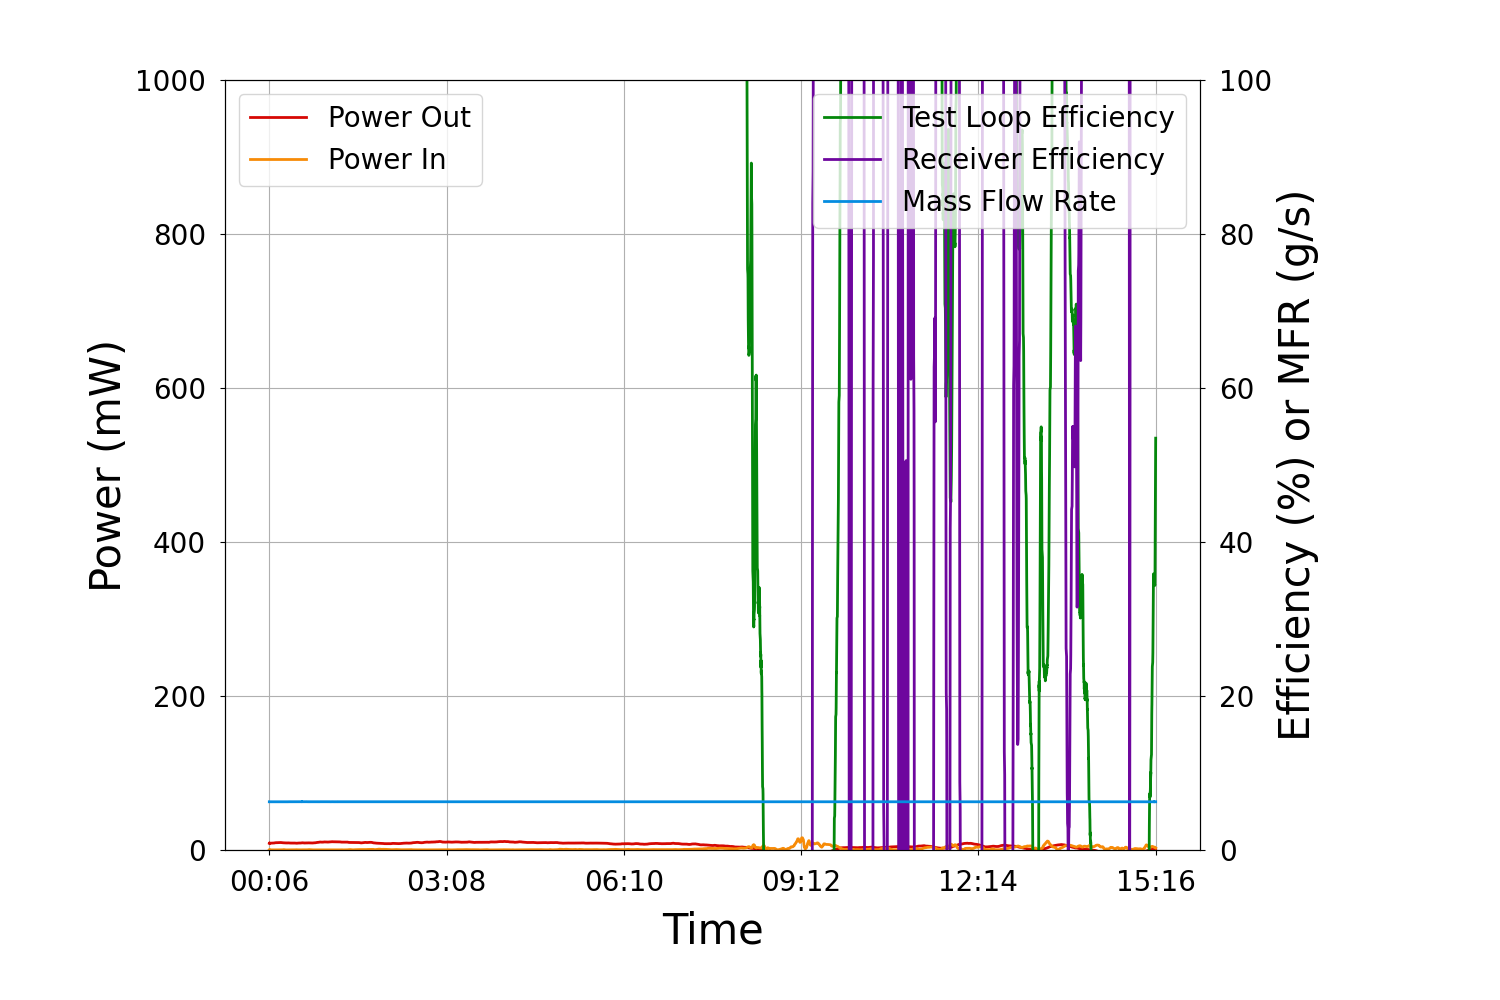 1000
800
600
400
200
0
Power (mW)
Power Out
Power In
Test Loop Efficiency
Receiver Efficiency
Mass Flow Rate
100
80
60
40
20
0
Efficiency (%) or MFR (g/s)
00:06 03:08 06:10 09:12 12:14 15:16
Time